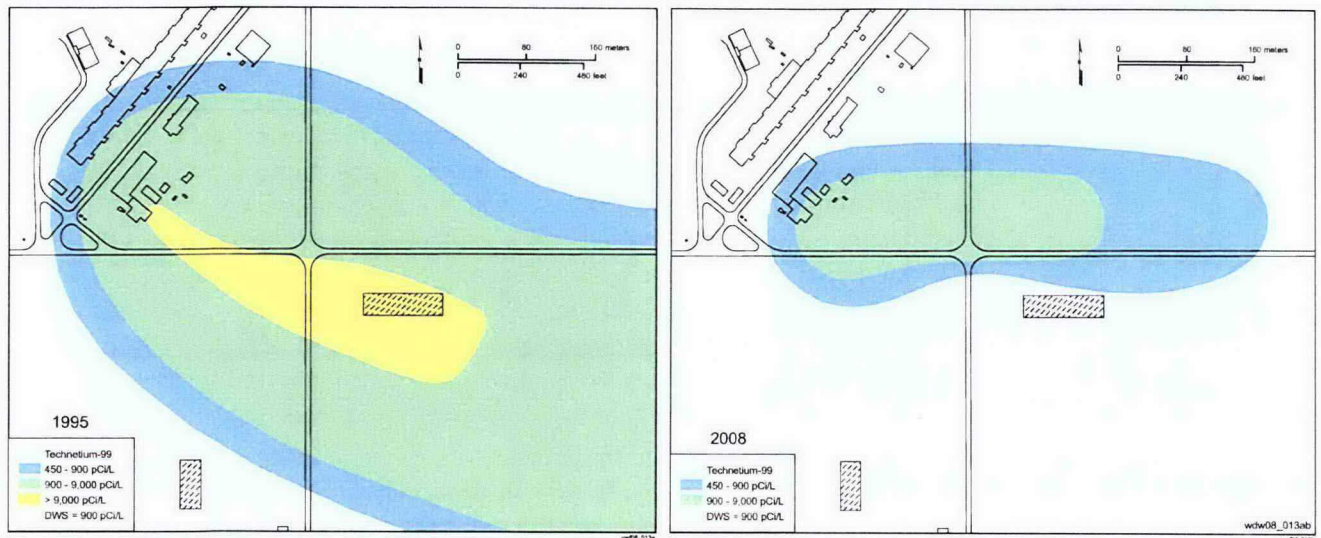 0 80 160 meters
0 240 480 feet
1995
Technetium-99
450 - 900 pCi/L
900 - 9,000 pCi/L
> 9,000 pCi/L
DWS = 900 pCi/L
0 80 160 meters
0 240 480 feet
2008
Technetium-99
450 - 900 pCi/L
900 - 9,000 pCi/L
DWS = 900 pCi/L
wdw08_013ab